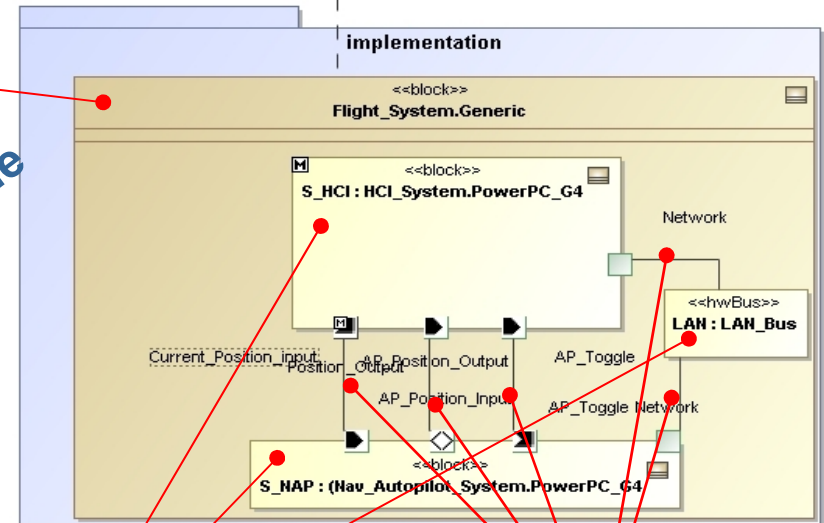 implementation
<<block>>
Flight_System.Generic
<<block>>
S_HCI : HCI_System.PowerPC_G4
Network
<<hwBus>>
LAN : LAN_Bus
Current_Position_input
Position_Output
AP_Position_Output
AP_Toggle
AP_Position_Input
AP_Toggle
Network
<<block>>
S_NAP : (Nav_Autopilot_System.PowerPC_G4